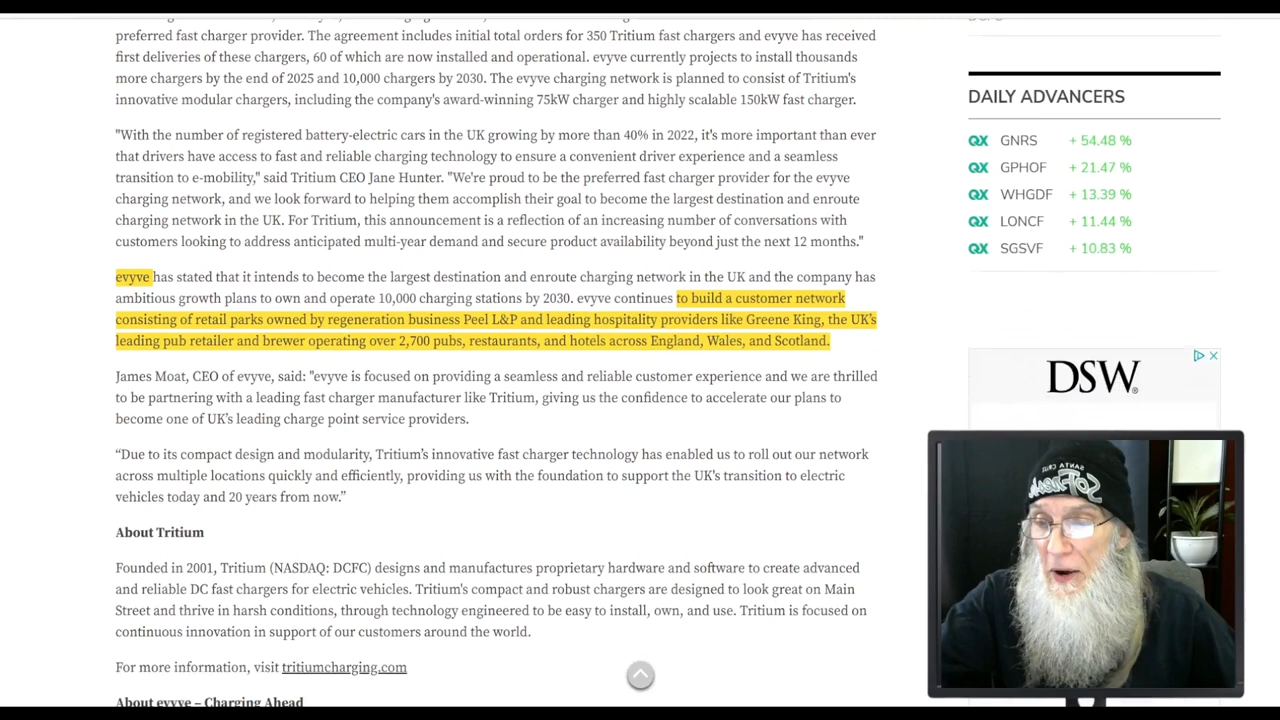 preferred fast charger provider. The agreement includes initial total orders for 350 Tritium fast chargers and evyve has received
first deliveries of these chargers, 60 of which are now installed and operational. evyve currently projects to install thousands
more chargers by the end of 2025 and 10,000 chargers by 2030. The evyve charging network is planned to consist of Tritium's
innovative modular chargers, including the company's award-winning 75kW charger and highly scalable 150kW fast charger.
"With the number of registered battery-electric cars in the UK growing by more than 40% in 2022, it's more important than ever
that drivers have access to fast and reliable charging technology to ensure a convenient driver experience and a seamless
transition to e-mobility," said Tritium CEO Jane Hunter. "We're proud to be the preferred fast charger provider for the evyve
charging network, and we look forward to helping them accomplish their goal to become the largest destination and enroute
charging network in the UK. For Tritium, this announcement is a reflection of an increasing number of conversations with
customers looking to address anticipated multi-year demand and secure product availability beyond just the next 12 months."
evyve has stated that it intends to become the largest destination and enroute charging network in the UK and the company has
ambitious growth plans to own and operate 10,000 charging stations by 2030. evyve continues to build a customer network
consisting of retail parks owned by regeneration business Peel L&P and leading hospitality providers like Greene King, the UK's
leading pub retailer and brewer operating over 2,700 pubs, restaurants, and hotels across England, Wales, and Scotland.
James Moat, CEO of evyve, said: "evyve is focused on providing a seamless and reliable customer experience and we are thrilled
to be partnering with a leading fast charger manufacturer like Tritium, giving us the confidence to accelerate our plans to
become one of UK's leading charge point service providers.
“Due to its compact design and modularity, Tritium’s innovative fast charger technology has enabled us to roll out our network
across multiple locations quickly and efficiently, providing us with the foundation to support the UK's transition to electric
vehicles today and 20 years from now.”
About Tritium
Founded in 2001, Tritium (NASDAQ: DCFC) designs and manufactures proprietary hardware and software to create advanced
and reliable DC fast chargers for electric vehicles. Tritium's compact and robust chargers are designed to look great on Main
Street and thrive in harsh conditions, through technology engineered to be easy to install, own, and use. Tritium is focused on
continuous innovation in support of our customers around the world.
For more information, visit tritiumcharging.com
About evyve – Charging Ahead
DAILY ADVANCERS
QX GNRS + 54.48 %
QX GPHOF + 21.47 %
QX WHGDF + 13.39 %
QX LONCF + 11.44 %
QX SGSVF + 10.83 %
DSW
SANTA CRUZ